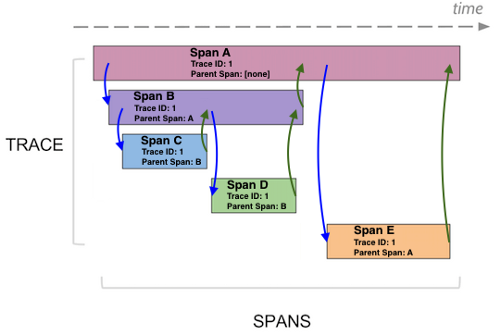 time
Span A
Trace ID: 1
Parent Span: [none]
Span B
Trace ID: 1
Parent Span: A
TRACE
Span C
Trace ID: 1
Parent Span: B
Span D
Trace ID: 1
Parent Span: B
Span E
Trace ID: 1
Parent Span: A
SPANS